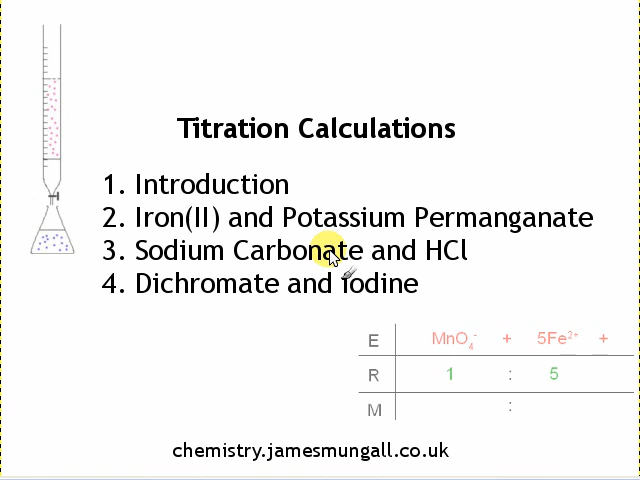 Titration Calculations
1. Introduction
2. Iron(II) and Potassium Permanganate
3. Sodium Carbonate and HCl
4. Dichromate and Iodine
E MnO₄⁻ + 5Fe²⁺ +
R 1 : 5
M :
chemistry.jamesmungall.co.uk